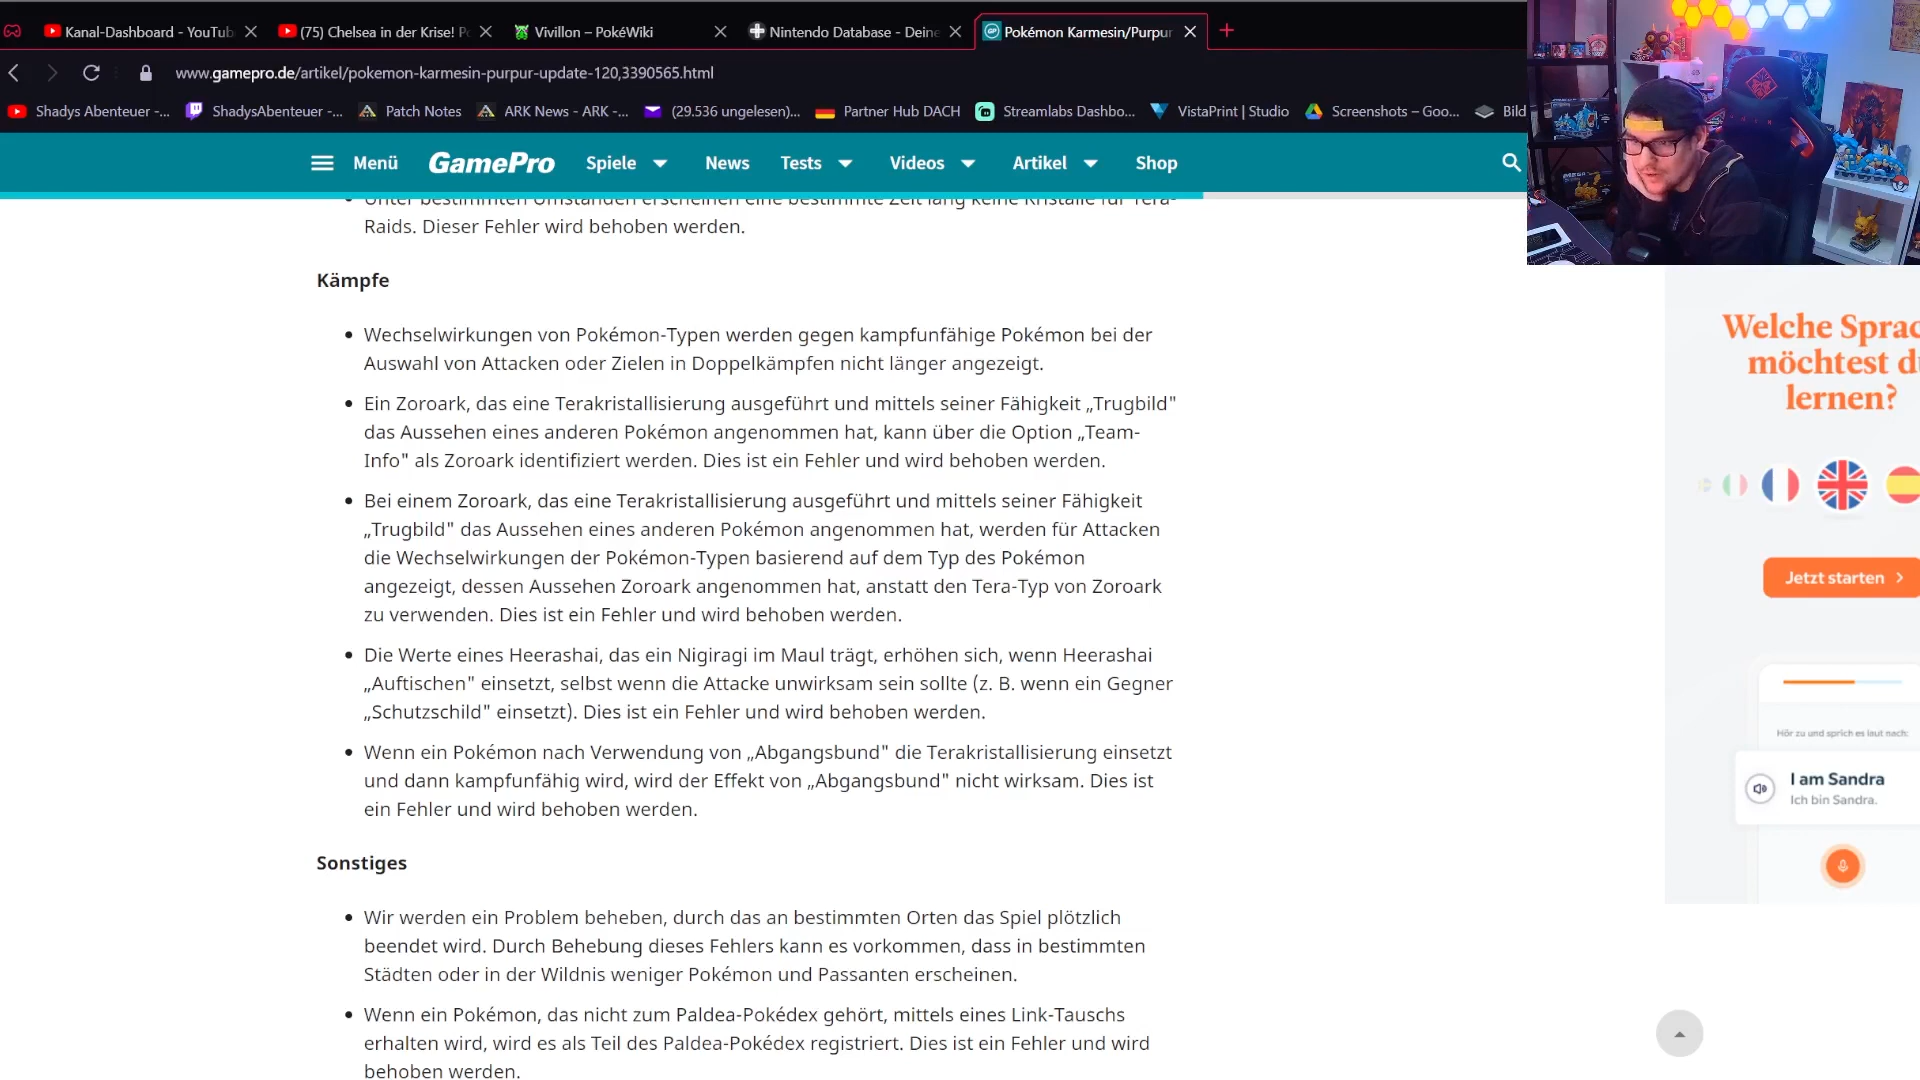 Kanal-Dashboard - YouTub
(75) Chelsea in der Krise! P
Vivillon – PokéWiki
Nintendo Database - Deine
Pokémon Karmesin/Purpur
www.gamepro.de/artikel/pokemon-karmesin-purpur-update-120,3390565.html
Shadys Abenteuer -...
ShadysAbenteuer -...
Patch Notes
ARK News - ARK -...
(29.536 ungelesen)...
Partner Hub DACH
Streamlabs Dashbo...
VistaPrint | Studio
Screenshots – Goo...
Bild
Menü
GamePro
Spiele
News
Tests
Videos
Artikel
Shop
Unter bestimmten Umständen erscheinen eine bestimmte Zeit lang keine Kristalle für Tera-
Raids. Dieser Fehler wird behoben werden.
Kämpfe
Wechselwirkungen von Pokémon-Typen werden gegen kampfunfähige Pokémon bei der
Auswahl von Attacken oder Zielen in Doppelkämpfen nicht länger angezeigt.
Ein Zoroark, das eine Terakristallisierung ausgeführt und mittels seiner Fähigkeit „Trugbild"
das Aussehen eines anderen Pokémon angenommen hat, kann über die Option „Team-
Info" als Zoroark identifiziert werden. Dies ist ein Fehler und wird behoben werden.
Bei einem Zoroark, das eine Terakristallisierung ausgeführt und mittels seiner Fähigkeit
„Trugbild" das Aussehen eines anderen Pokémon angenommen hat, werden für Attacken
die Wechselwirkungen der Pokémon-Typen basierend auf dem Typ des Pokémon
angezeigt, dessen Aussehen Zoroark angenommen hat, anstatt den Tera-Typ von Zoroark
zu verwenden. Dies ist ein Fehler und wird behoben werden.
Die Werte eines Heerashai, das ein Nigiragi im Maul trägt, erhöhen sich, wenn Heerashai
„Auftischen" einsetzt, selbst wenn die Attacke unwirksam sein sollte (z. B. wenn ein Gegner
„Schutzschild" einsetzt). Dies ist ein Fehler und wird behoben werden.
Wenn ein Pokémon nach Verwendung von „Abgangsbund" die Terakristallisierung einsetzt
und dann kampfunfähig wird, wird der Effekt von „Abgangsbund" nicht wirksam. Dies ist
ein Fehler und wird behoben werden.
Sonstiges
Wir werden ein Problem beheben, durch das an bestimmten Orten das Spiel plötzlich
beendet wird. Durch Behebung dieses Fehlers kann es vorkommen, dass in bestimmten
Städten oder in der Wildnis weniger Pokémon und Passanten erscheinen.
Wenn ein Pokémon, das nicht zum Paldea-Pokédex gehört, mittels eines Link-Tauschs
erhalten wird, wird es als Teil des Paldea-Pokédex registriert. Dies ist ein Fehler und wird
behoben werden.
Welche Sprac
möchtest d
lernen?
Jetzt starten
Hör zu und sprich es laut nach:
I am Sandra
Ich bin Sandra.